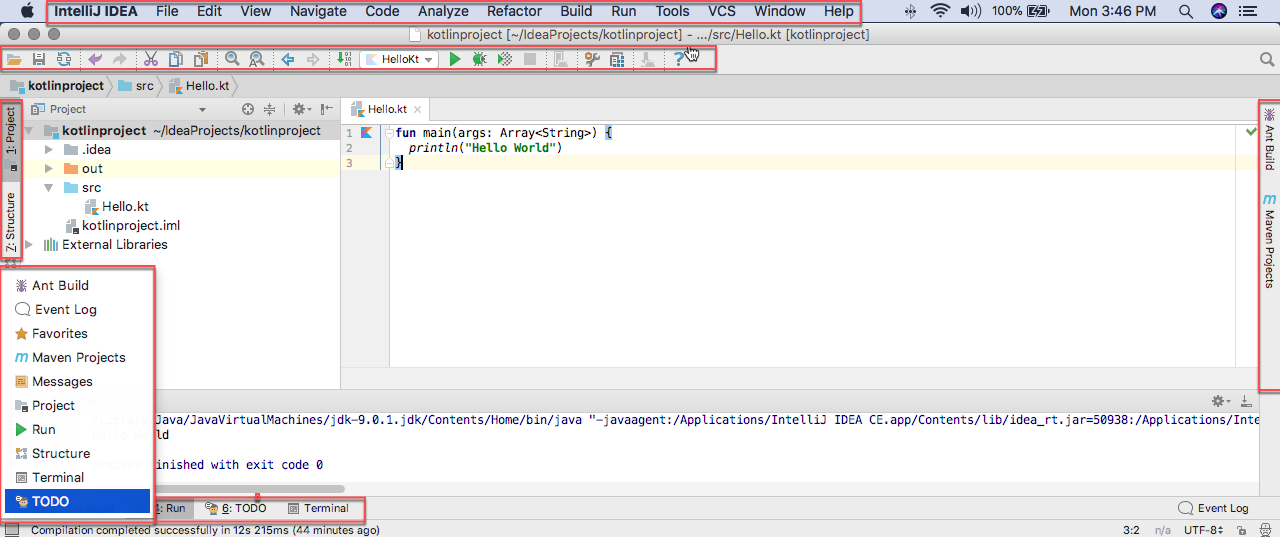 IntelliJ IDEA File Edit View Navigate Code Analyze Refactor Build Run Tools VCS Window Help 100% Mon 3:46 PM
kotlinproject [~/IdeaProjects/kotlinproject] - .../src/Hello.kt [kotlinproject]
HelloKt
kotlinproject src Hello.kt
Project
Hello.kt
1: Project
Z: Structure
kotlinproject ~/IdeaProjects/kotlinproject
.idea
out
src
Hello.kt
kotlinproject.iml
External Libraries
1 fun main(args: Array<String>) {
2 println("Hello World")
3 }
Ant Build
Maven Projects
Ant Build
Event Log
Favorites
Maven Projects
Messages
Project
Run
Structure
Terminal
TODO
/Library/Java/JavaVirtualMachines/jdk-9.0.1.jdk/Contents/Home/bin/java "-javaagent:/Applications/IntelliJ IDEA CE.app/Contents/lib/idea_rt.jar=50938:/Applications/Inte
finished with exit code 0
Run 6: TODO Terminal Event Log
Compilation completed successfully in 12s 215ms (44 minutes ago) 3:2 n/a UTF-8